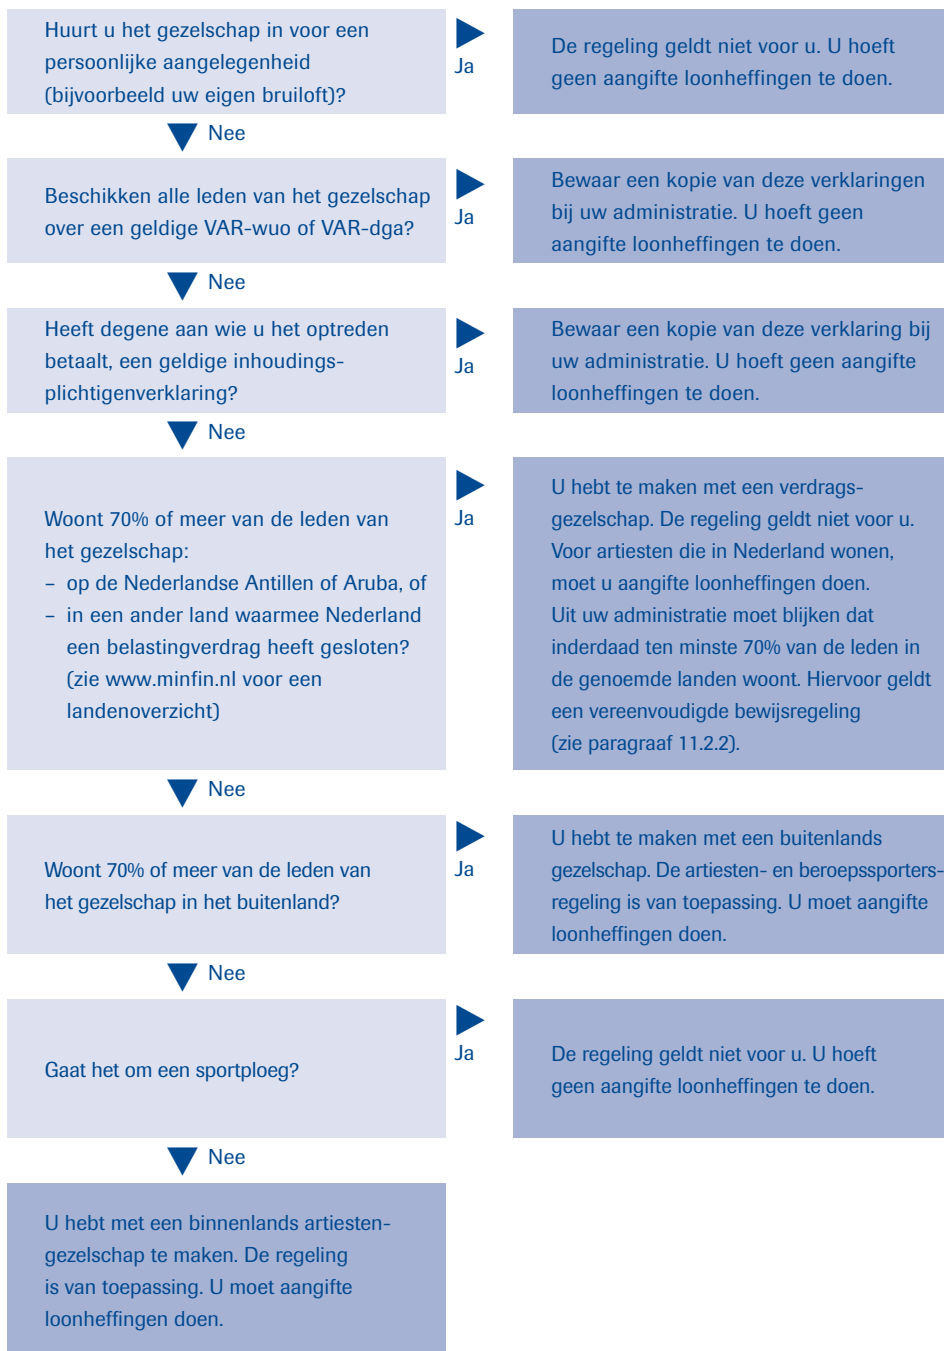 Huurt u het gezelschap in voor een
persoonlijke aangelegenheid
(bijvoorbeeld uw eigen bruiloft)?
Ja
De regeling geldt niet voor u. U hoeft
geen aangifte loonheffingen te doen.
Nee
Beschikken alle leden van het gezelschap
over een geldige VAR-wuo of VAR-dga?
Ja
Bewaar een kopie van deze verklaringen
bij uw administratie. U hoeft geen
aangifte loonheffingen te doen.
Nee
Heeft degene aan wie u het optreden
betaalt, een geldige inhoudings-
plichtigenverklaring?
Ja
Bewaar een kopie van deze verklaring bij
uw administratie. U hoeft geen aangifte
loonheffingen te doen.
Nee
Woont 70% of meer van de leden van
het gezelschap:
– op de Nederlandse Antillen of Aruba, of
– in een ander land waarmee Nederland
een belastingverdrag heeft gesloten?
(zie www.minfin.nl voor een
landenoverzicht)
Ja
U hebt te maken met een verdrags-
gezelschap. De regeling geldt niet voor u.
Voor artiesten die in Nederland wonen,
moet u aangifte loonheffingen doen.
Uit uw administratie moet blijken dat
inderdaad ten minste 70% van de leden in
de genoemde landen woont. Hiervoor geldt
een vereenvoudigde bewijsregeling
(zie paragraaf 11.2.2).
Nee
Woont 70% of meer van de leden van
het gezelschap in het buitenland?
Ja
U hebt te maken met een buitenlands
gezelschap. De artiesten- en beroepssporters-
regeling is van toepassing. U moet aangifte
loonheffingen doen.
Nee
Gaat het om een sportploeg?
Ja
De regeling geldt niet voor u. U hoeft
geen aangifte loonheffingen te doen.
Nee
U hebt met een binnenlands artiesten-
gezelschap te maken. De regeling
is van toepassing. U moet aangifte
loonheffingen doen.